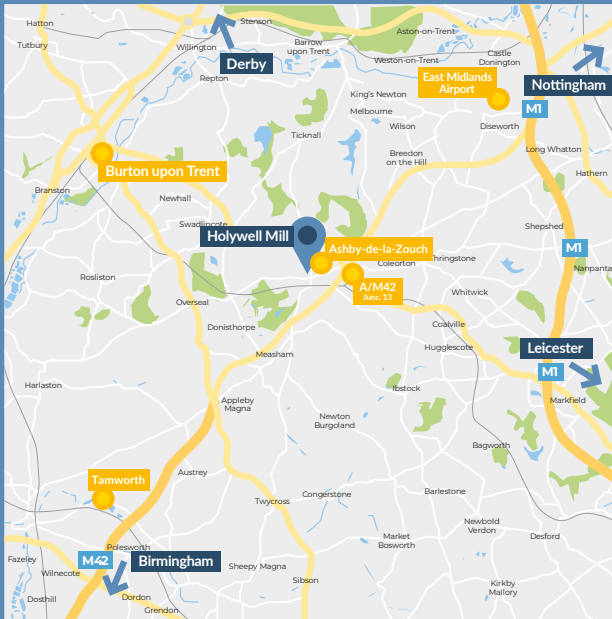 Hatton
Stenson
Tutbury
Aston-on-Trent
Willington
Barrow
upon Trent
Castle
Donington
Derby
Weston-on-Trent
Repton
East Midlands
Airport
Nottingham
King's Newton
M1
Melbourne
Ticknall
Wilson
Diseworth
Long Whatton
Breedon
on the Hill
Burton upon Trent
Hathern
Branston
Newhall
Swadlincote
Shepshed
Holywell Mill
Ashby-de-la-Zouch
M1
Coleorton
hringstone
Nanpanta
Rosliston
A/M42
Junc. 13
Whitwick
Overseal
Donisthorpe
Coalville
Hugglescote
Leicester
Measham
M1
Harlaston
Ibstock
Appleby
Magna
Markfield
Newton
Burgoland
Bagworth
Tamworth
Austrey
Congerstone
Barlestone
Twycross
Newbold
Verdon
Market
Bosworth
Desford
Polesworth
M42
Birmingham
Fazeley
Sheepy Magna
Wilnecote
Sibson
Kirkby
Mallory
Dosthill
Dordon
Grendon